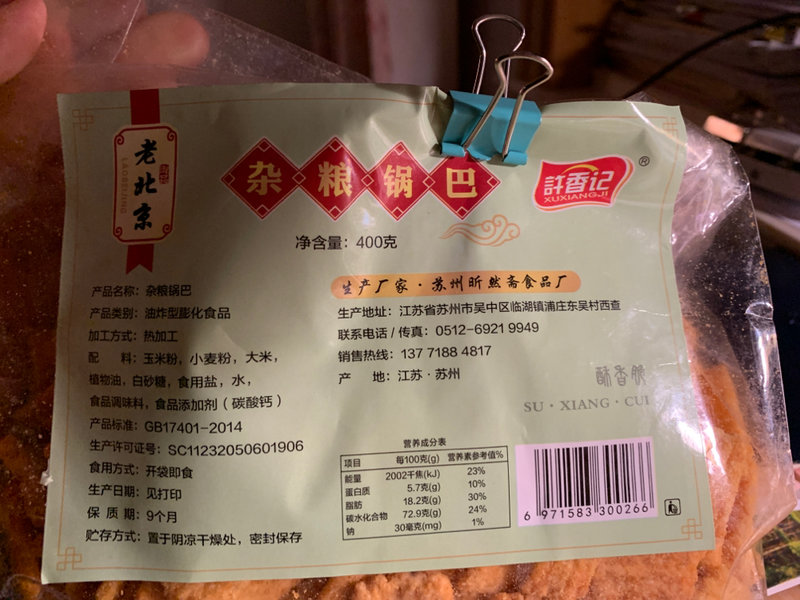 老北京
LAOBEIJING
杂粮锅巴
許香记
XUXIANGJI
®
净含量：400克
产品名称：杂粮锅巴
产品类别：油炸型膨化食品
加工方式：热加工
配 料：玉米粉，小麦粉，大米，
植物油，白砂糖，食用盐，水，
食品调味料，食品添加剂（碳酸钙）
产品标准：GB17401-2014
生产许可证号：SC11232050601906
食用方式：开袋即食
生产日期：见打印
保 质 期：9个月
贮存方式：置于阴凉干燥处，密封保存
生产厂家·苏州昕然斋食品厂
生产地址：江苏省苏州市吴中区临湖镇浦庄东吴村西查
联系电话/传真：0512-6921 9949
销售热线：137 7188 4817
产 地：江苏·苏州
酥香脆
SU·XIANG·CUI
营养成分表
项目 每100克(g) 营养素参考值%
能量 2002千焦(kJ) 23%
蛋白质 5.7克(g) 10%
脂肪 18.2克(g) 30%
碳水化合物 72.9克(g) 24%
钠 30毫克(mg) 1%
6 971583 300266